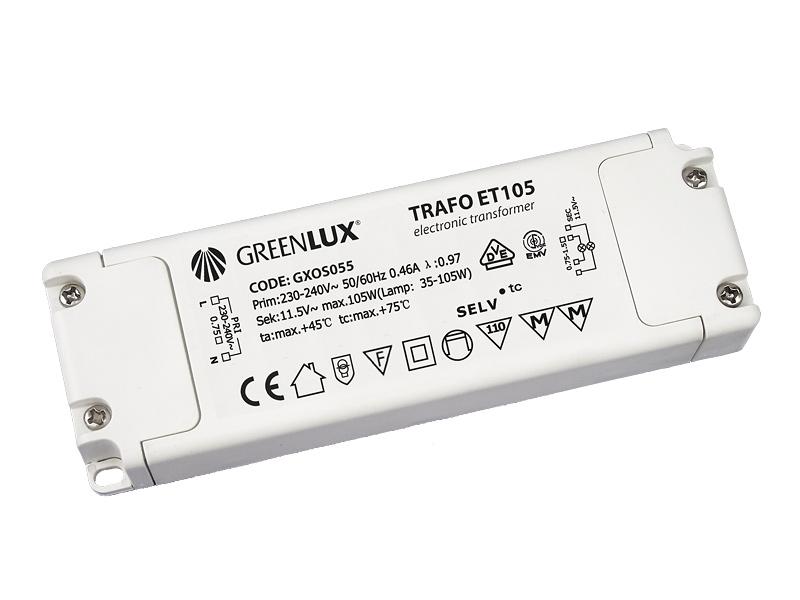 GREENLUX®
TRAFO ET105
electronic transformer
CODE: GXOS055
Prim:230-240V~ 50/60Hz 0.46A λ:0.97
Sek:11.5V~ max.105W(Lamp: 35-105W)
ta:max.+45°C tc:max.+75°C
PRI
230-240V~
0.75
L
N
SEC
11.5V~
0.75-1.5
DVE
EMV
SELV
tc
CE
F
110
M
M